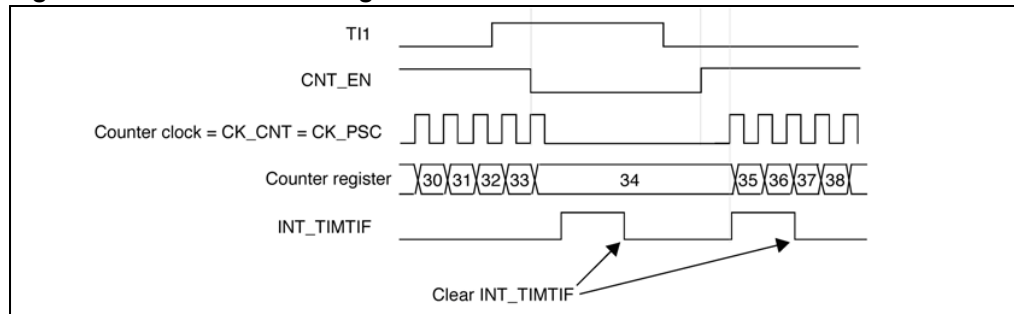 TI1
CNT_EN
Counter clock = CK_CNT = CK_PSC
Counter register 30 31 32 33 34 35 36 37 38
INT_TIMTIF
Clear INT_TIMTIF